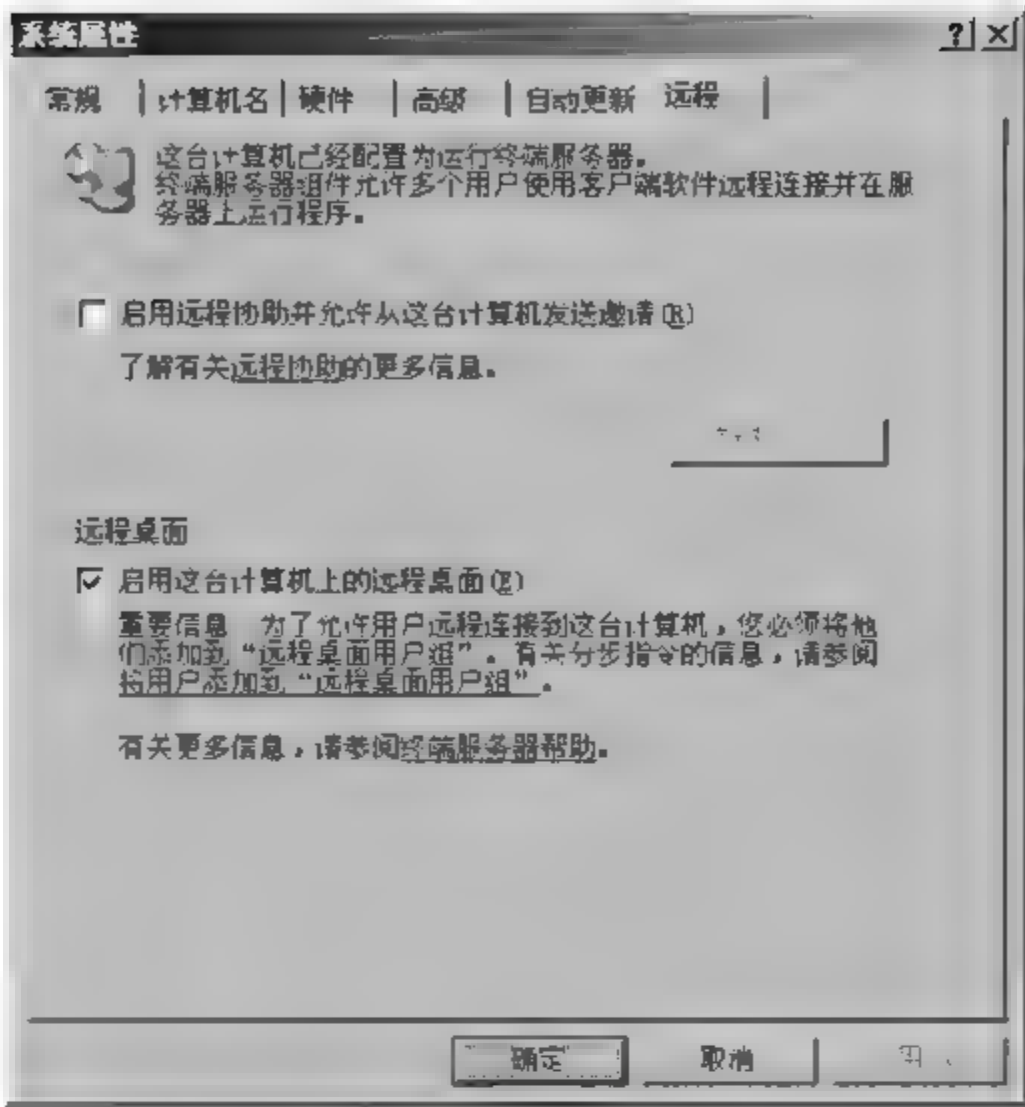 系统属性
常规 计算机名 硬件 高级 自动更新 远程
这台计算机已经配置为运行终端服务器。
终端服务器组件允许多个用户使用客户端软件远程连接并在服
务器上运行程序。
启用远程协助并允许从这台计算机发送邀请(R)
了解有关远程协助的更多信息。
远程桌面
启用这台计算机上的远程桌面(E)
重要信息 为了允许用户远程连接到这台计算机，您必须将他
们添加到“远程桌面用户组”。有关分步指令的信息，请参阅
将用户添加到“远程桌面用户组”。
有关更多信息，请参阅终端服务器帮助。
确定 取消